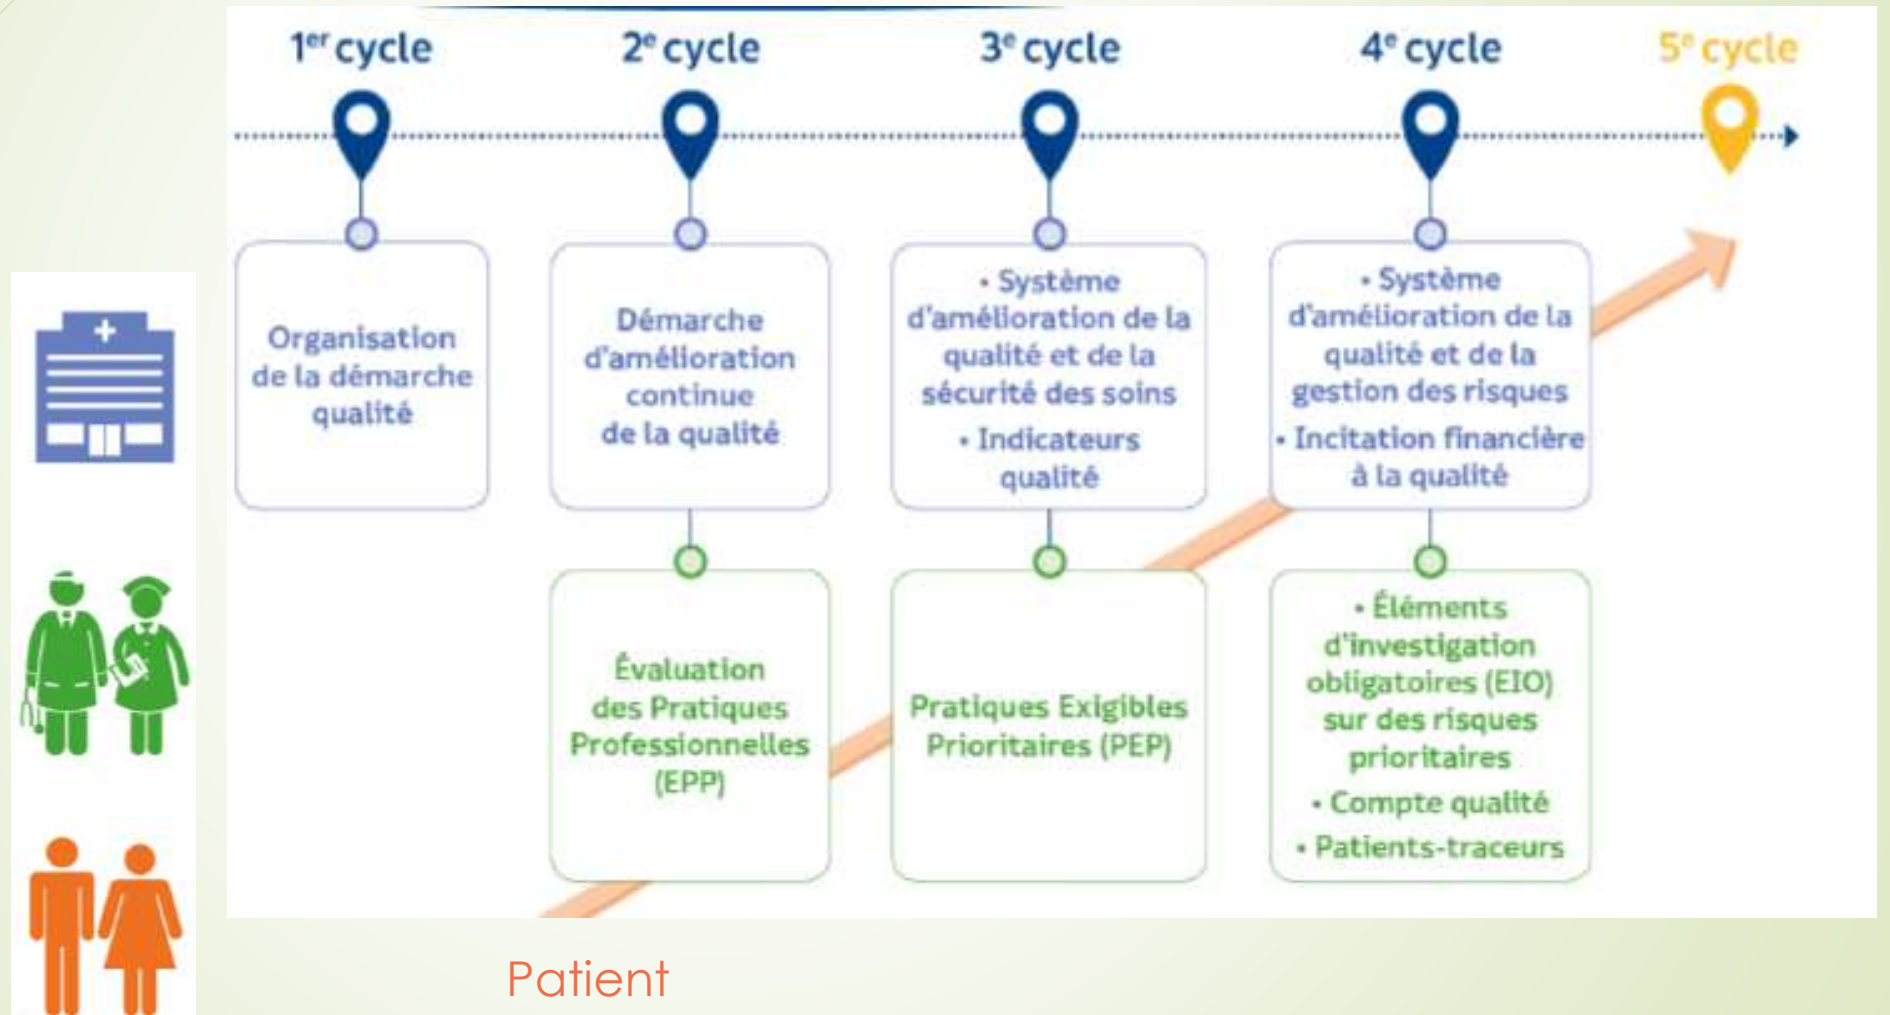 1er cycle
2e cycle
3e cycle
4e cycle
5e cycle
Organisation
de la démarche
qualité
Démarche
d'amélioration
continue
de la qualité
• Système
d'amélioration de la
qualité et de la
sécurité des soins
• Indicateurs
qualité
• Système
d'amélioration de la
qualité et de la
gestion des risques
• Incitation financière
à la qualité
Évaluation
des Pratiques
Professionnelles
(EPP)
Pratiques Exigibles
Prioritaires (PEP)
• Éléments
d'investigation
obligatoires (EIO)
sur des risques
prioritaires
• Compte qualité
• Patients-traceurs
Patient